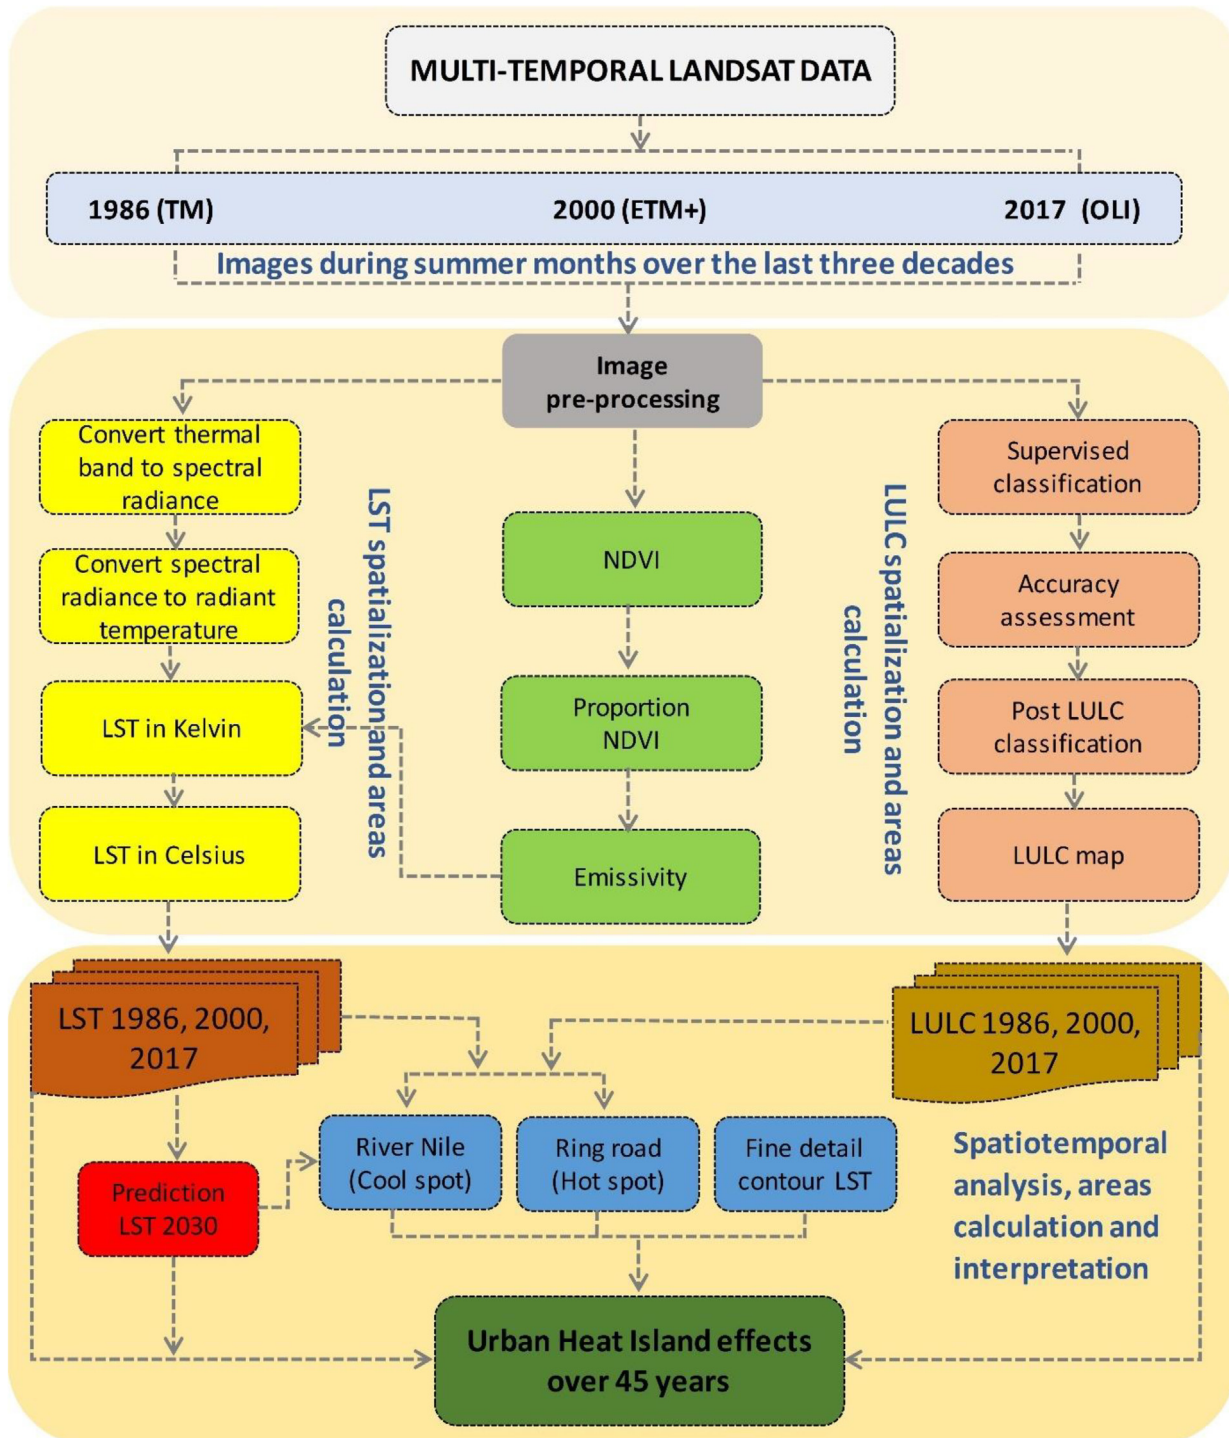 MULTI-TEMPORAL LANDSAT DATA
1986 (TM)
2000 (ETM+)
2017 (OLI)
Images during summer months over the last three decades
Image
pre-processing
Convert thermal
band to spectral
radiance
Convert spectral
radiance to radiant
temperature
LST in Kelvin
LST in Celsius
LST spatialization and areas
calculation
NDVI
Proportion
NDVI
Emissivity
LULC spatialization and areas
calculation
Supervised
classification
Accuracy
assessment
Post LULC
classification
LULC map
LST 1986, 2000,
2017
LULC 1986, 2000,
2017
Prediction
LST 2030
River Nile
(Cool spot)
Ring road
(Hot spot)
Fine detail
contour LST
Spatiotemporal
analysis, areas
calculation and
interpretation
Urban Heat Island effects
over 45 years